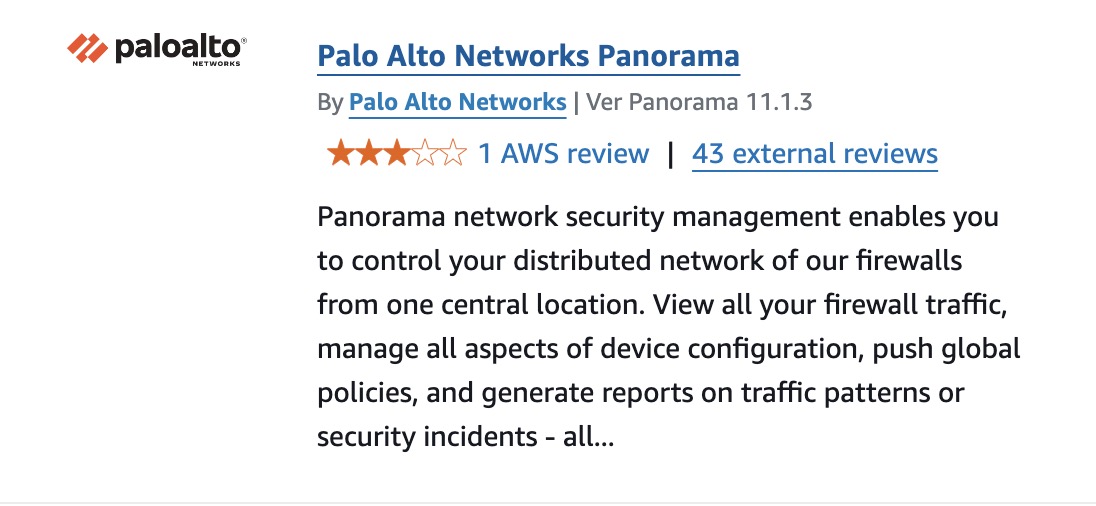 paloalto®
NETWORKS
Palo Alto Networks Panorama
By Palo Alto Networks | Ver Panorama 11.1.3
1 AWS review | 43 external reviews
Panorama network security management enables you
to control your distributed network of our firewalls
from one central location. View all your firewall traffic,
manage all aspects of device configuration, push global
policies, and generate reports on traffic patterns or
security incidents - all...